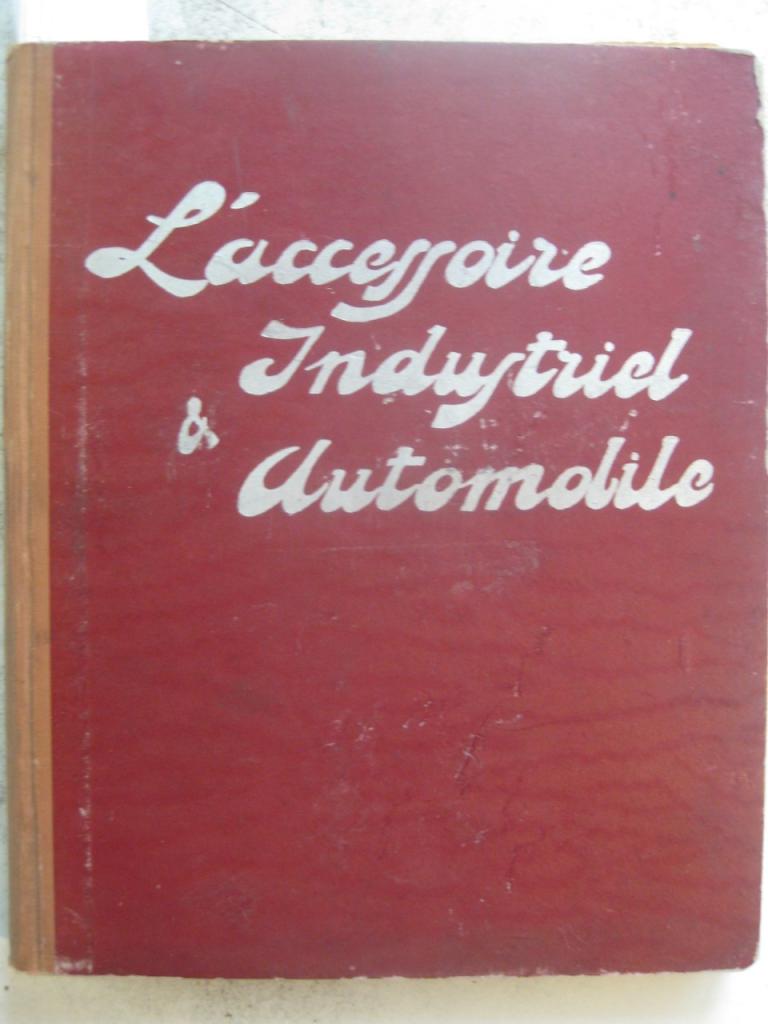 L'accessoire
Industriel
&
Automobile